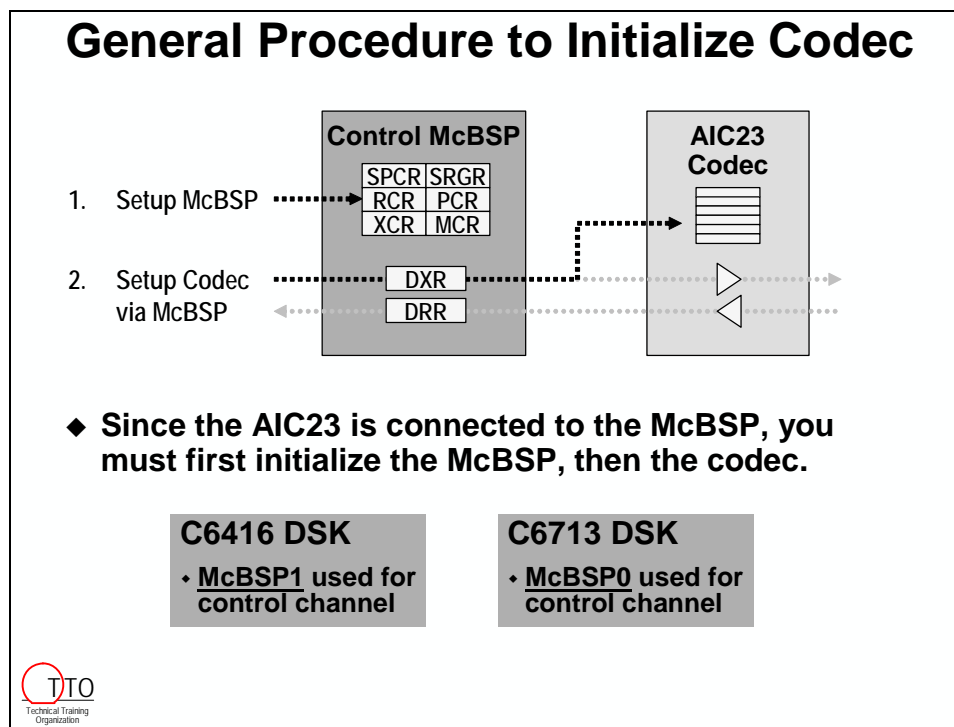 General Procedure to Initialize Codec
Control McBSP
AIC23
Codec
SPCR SRGR
1. Setup McBSP
RCR PCR
XCR MCR
2. Setup Codec
via McBSP
DXR
DRR
◆ Since the AIC23 is connected to the McBSP, you
must first initialize the McBSP, then the codec.
C6416 DSK
◆ McBSP1 used for
control channel
C6713 DSK
◆ McBSP0 used for
control channel
TTO
Technical Training
Organization